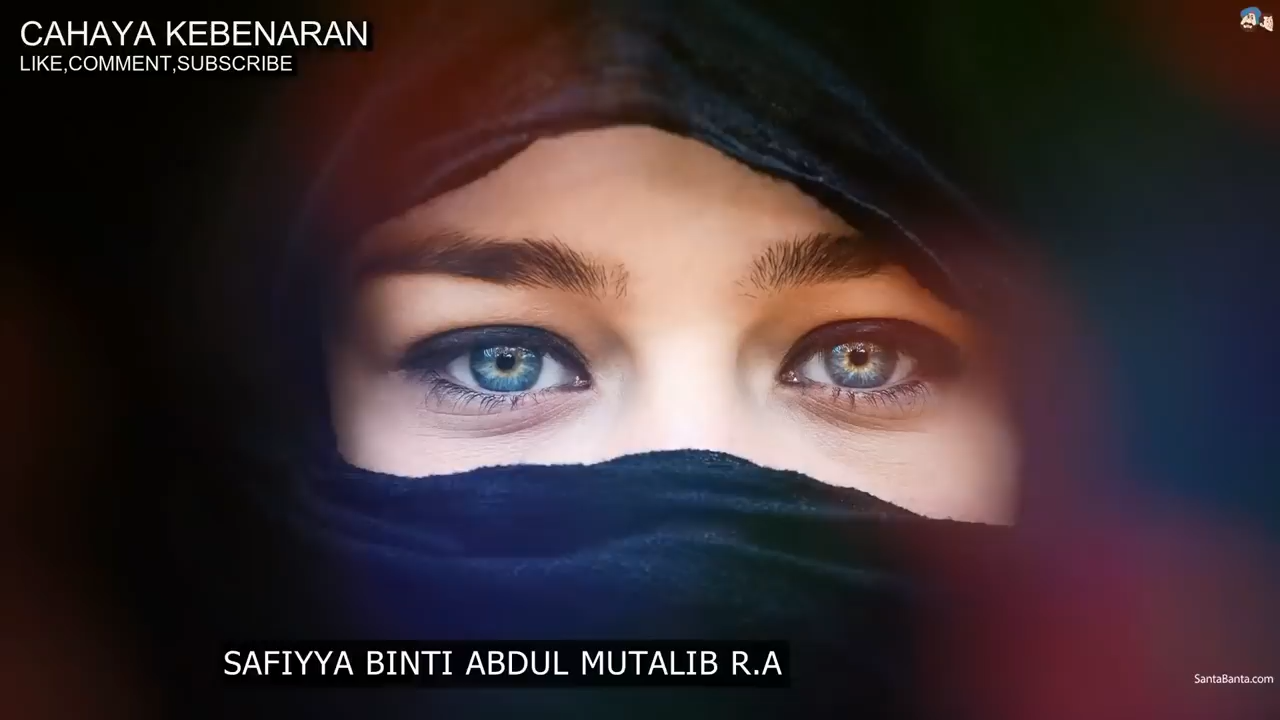 CAHAYA KEBENARAN
LIKE,COMMENT,SUBSCRIBE
SAFIYYA BINTI ABDUL MUTALIB R.A
SantaBanta.com